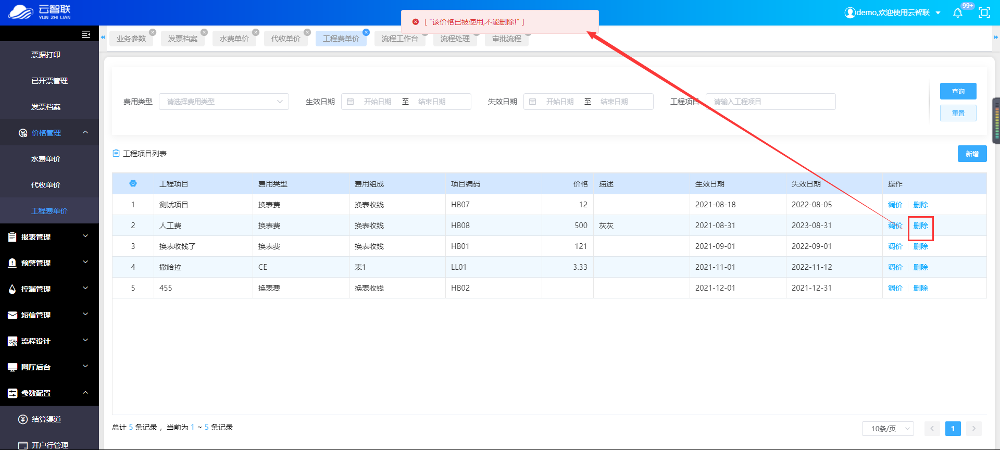 云智联
YUN ZHI LIAN
[ "该价格已被使用,不能删除!" ]
demo,欢迎使用云智联
99+
业务参数
发票档案
水费单价
代收单价
工程费单价
流程工作台
流程处理
审批流程
票据打印
已开票管理
发票档案
价格管理
水费单价
代收单价
工程费单价
报表管理
预警管理
控漏管理
短信管理
流程设计
网厅后台
参数配置
结算渠道
开户行管理
费用类型 请选择费用类型 生效日期 开始日期 至 结束日期 失效日期 开始日期 至 结束日期 工程项目 请输入工程项目
查询
重置
工程项目列表
新增
工程项目 费用类型 费用组成 项目编码 价格 描述 生效日期 失效日期 操作
1 测试项目 换表费 换表收钱 HB07 12 2021-08-18 2022-08-05 调价 删除
2 人工费 换表费 换表收钱 HB08 500 灰灰 2021-08-31 2023-08-31 调价 删除
3 换表收钱了 换表费 换表收钱 HB01 121 2021-09-01 2022-09-01 调价 删除
4 撒哈拉 CE 表1 LL01 3.33 2021-11-01 2022-11-12 调价 删除
5 455 换表费 换表收钱 HB02 2021-12-01 2021-12-31 调价 删除
总计 5 条记录， 当前为 1 ~ 5 条记录
10条/页
1